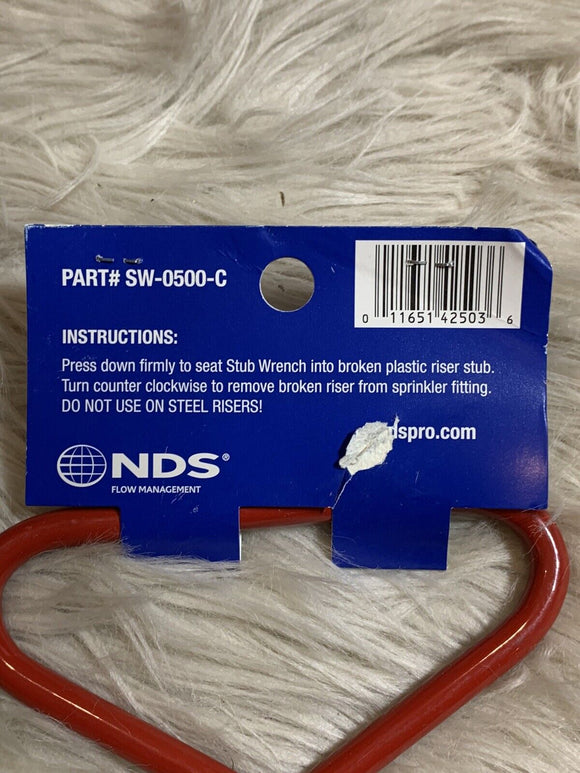 PART# SW-0500-C
0 11651 42503 6
INSTRUCTIONS:
Press down firmly to seat Stub Wrench into broken plastic riser stub.
Turn counter clockwise to remove broken riser from sprinkler fitting.
DO NOT USE ON STEEL RISERS!
dspro.com
NDS®
FLOW MANAGEMENT